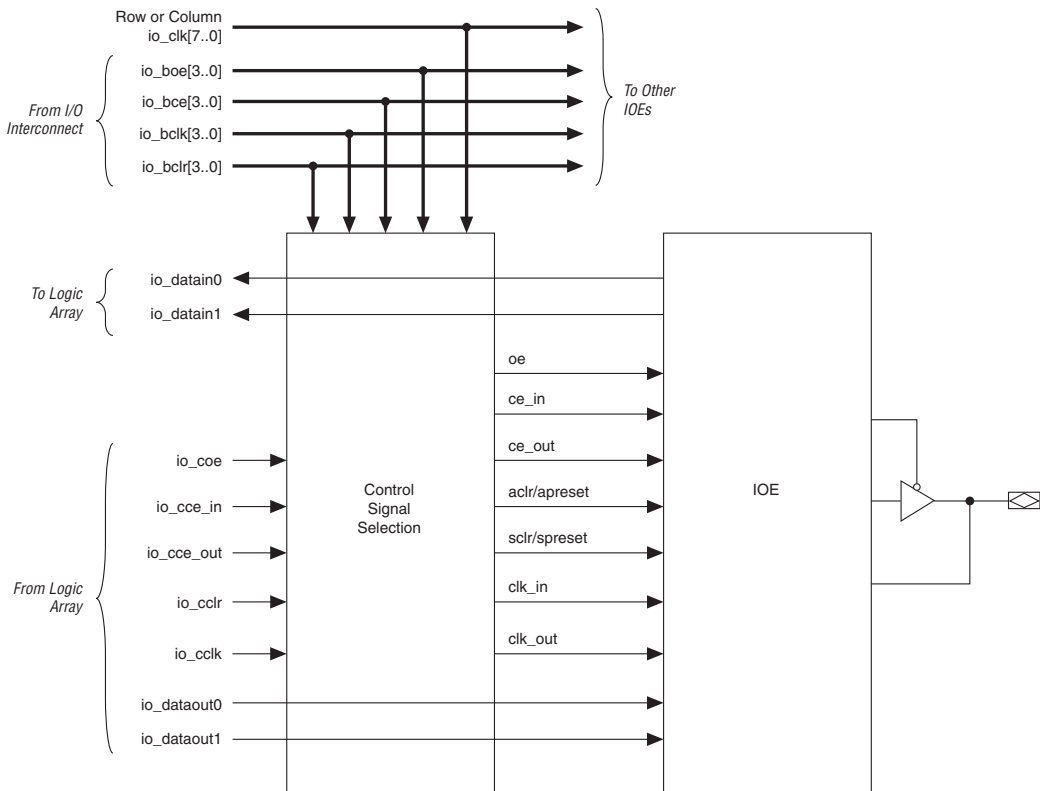 Row or Column
io_clk[7..0]
io_boe[3..0]
io_bce[3..0]
io_bclk[3..0]
io_bclr[3..0]
From I/O
Interconnect
To Other
IOEs
To Logic
Array
io_datain0
io_datain1
From Logic
Array
io_coe
io_cce_in
io_cce_out
io_cclr
io_cclk
io_dataout0
io_dataout1
Control
Signal
Selection
oe
ce_in
ce_out
aclr/apreset
sclr/spreset
clk_in
clk_out
IOE